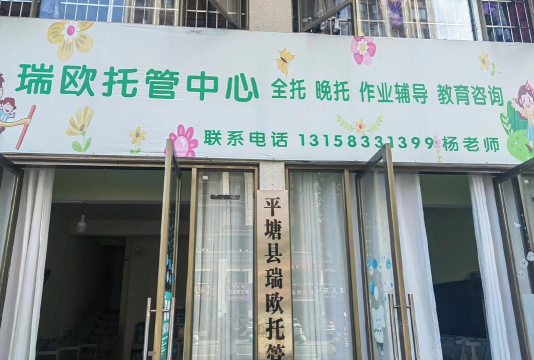 瑞欧托管中心 全托 晚托 作业辅导 教育咨询
联系电话 13158331399 杨老师
平塘县瑞欧托管